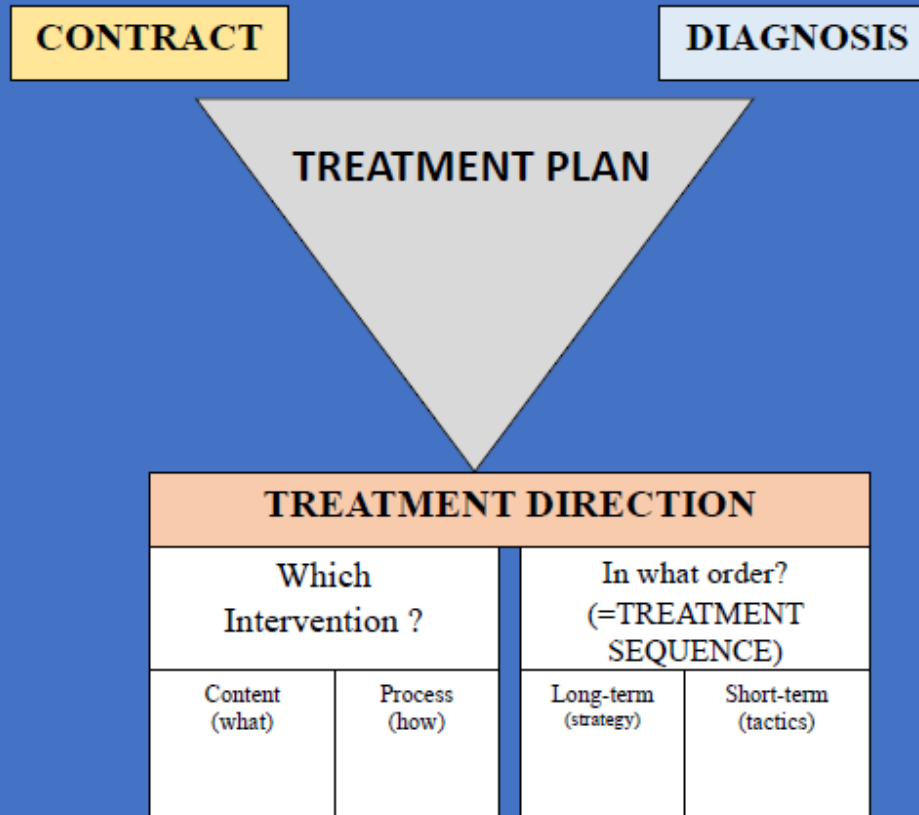 CONTRACT
DIAGNOSIS
TREATMENT PLAN
TREATMENT DIRECTION
Which
Intervention ?
In what order?
(=TREATMENT
SEQUENCE)
Content
(what)
Process
(how)
Long-term
(strategy)
Short-term
(tactics)